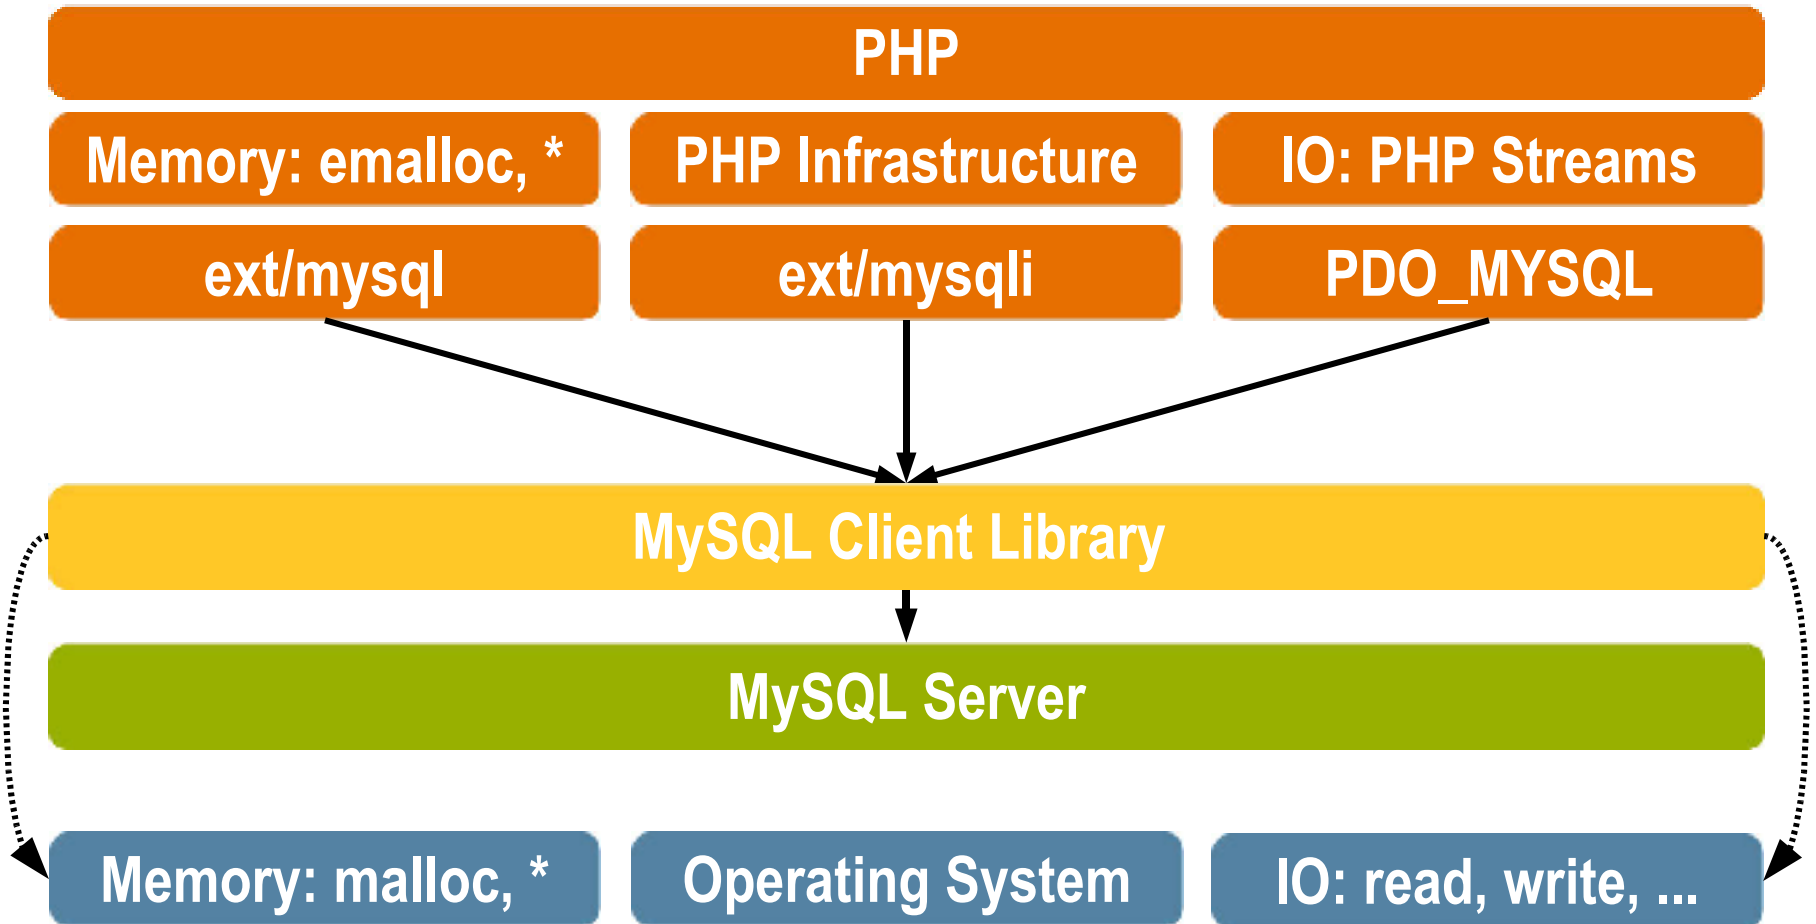 PHP
Memory: emalloc, *
PHP Infrastructure
IO: PHP Streams
ext/mysql
ext/mysqli
PDO_MYSQL
MySQL Client Library
MySQL Server
Memory: malloc, *
Operating System
IO: read, write, ...